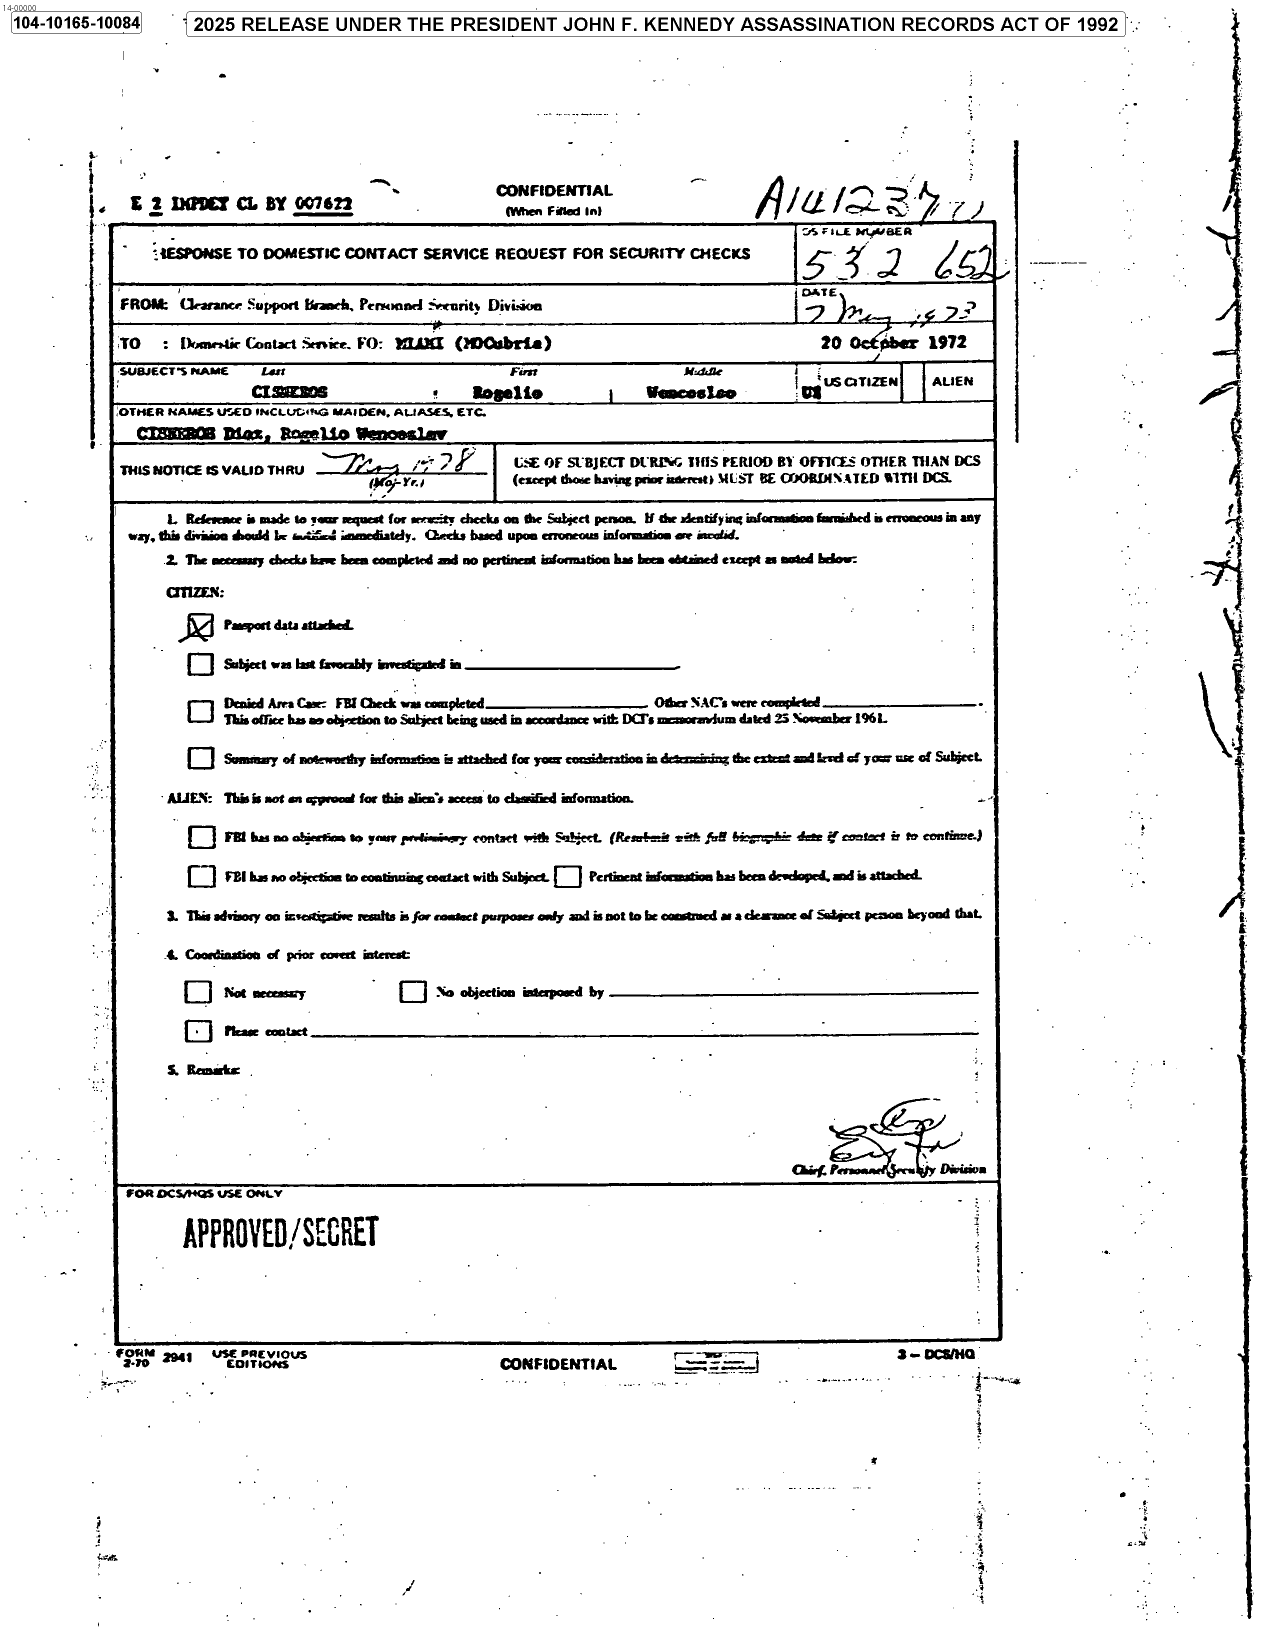 14-00000
104-10165-10084
2025 RELEASE UNDER THE PRESIDENT JOHN F. KENNEDY ASSASSINATION RECORDS ACT OF 1992
E 2 IMPDET CL BY 007622
CONFIDENTIAL
(When Filled In)
RESPONSE TO DOMESTIC CONTACT SERVICE REQUEST FOR SECURITY CHECKS
OS FILE NUMBER
532 652
FROM: Clearance Support Branch, Personnel Security Division
DATE
7 May 1973
TO : Domestic Contact Service. FO: MIAMI (MOCubria)
20 October 1972
SUBJECT'S NAME Last First Middle
CISNEROS Rogelio Wenceslao
US US CITIZEN ALIEN
OTHER NAMES USED INCLUDING MAIDEN, ALIASES, ETC.
CISNEROS Diaz, Rogelio Wenceslav
THIS NOTICE IS VALID THRU May 1978
(Mo.-Yr.)
USE OF SUBJECT DURING THIS PERIOD BY OFFICES OTHER THAN DCS
(except those having prior interest) MUST BE COORDINATED WITH DCS.
1. Reference is made to your request for security checks on the Subject person. If the identifying information furnished is erroneous in any
way, this division should be notified immediately. Checks based upon erroneous information are invalid.
2. The necessary checks have been completed and no pertinent information has been obtained except as noted below:
CITIZEN:
Passport data attached.
Subject was last favorably investigated in
Denied Area Case: FBI Check was completed Other NAC's were completed .
This office has no objection to Subject being used in accordance with DCI's memorandum dated 25 November 1961.
Summary of noteworthy information is attached for your consideration in determining the extent and level of your use of Subject.
ALIEN: This is not an approval for this alien's access to classified information.
FBI has no objection to your preliminary contact with Subject. (Resubmit with full biographic data if contact is to continue.)
FBI has no objection to continuing contact with Subject. Pertinent information has been developed, and is attached.
3. This advisory on investigative results is for contact purposes only and is not to be construed as a clearance of Subject person beyond that.
4. Coordination of prior covert interest:
Not necessary No objection interposed by
Please contact
5. Remarks:
Chief, Personnel Security Division
FOR DCS/HQS USE ONLY
APPROVED/SECRET
FORM 2-70 2941 USE PREVIOUS EDITIONS
CONFIDENTIAL
3 – DCS/HQ